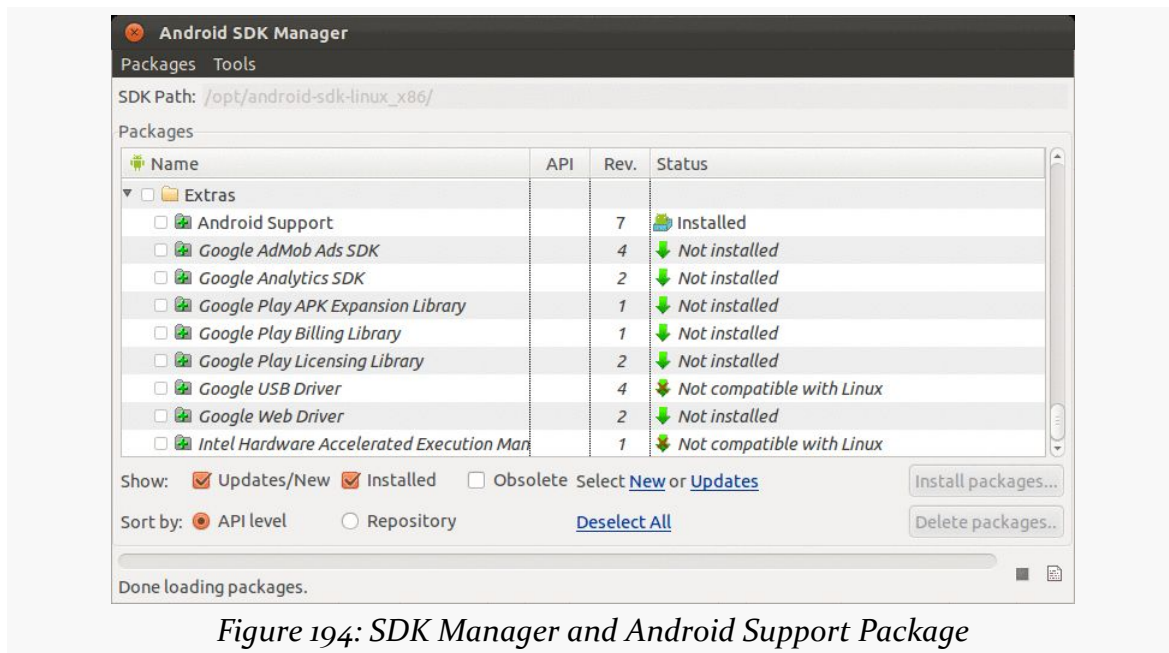 Android SDK Manager
Packages Tools
SDK Path: /opt/android-sdk-linux_x86/
Packages
Name API Rev. Status
Extras
Android Support 7 Installed
Google AdMob Ads SDK 4 Not installed
Google Analytics SDK 2 Not installed
Google Play APK Expansion Library 1 Not installed
Google Play Billing Library 1 Not installed
Google Play Licensing Library 2 Not installed
Google USB Driver 4 Not compatible with Linux
Google Web Driver 2 Not installed
Intel Hardware Accelerated Execution Man 1 Not compatible with Linux
Show: Updates/New Installed Obsolete Select New or Updates Install packages...
Sort by: API level Repository Deselect All Delete packages..
Done loading packages.
Figure 194: SDK Manager and Android Support Package